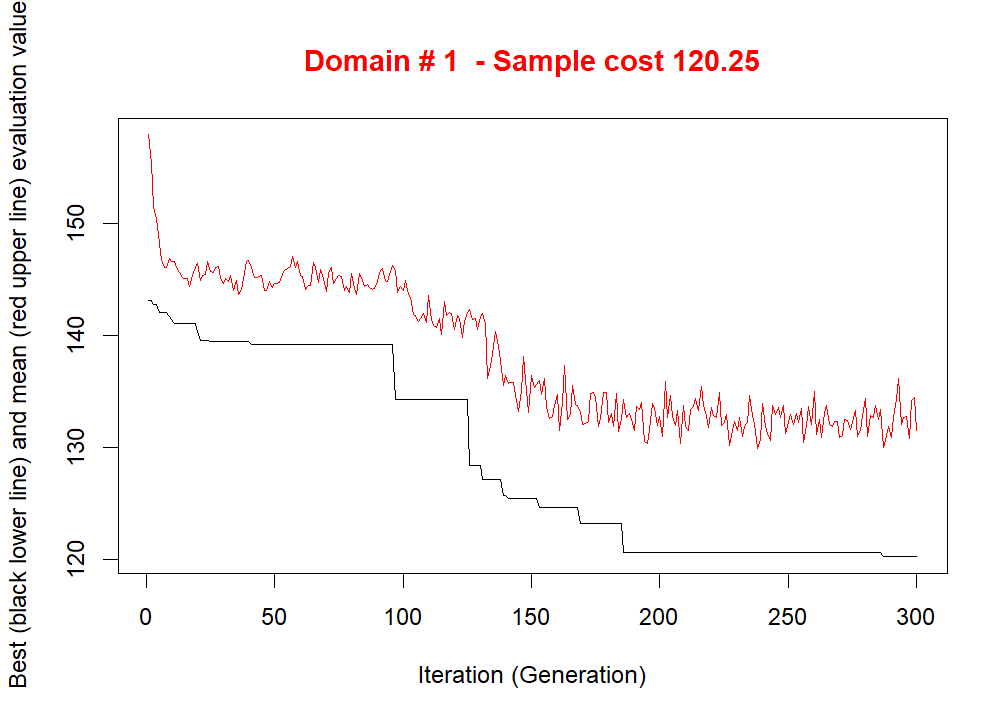 Domain # 1  - Sample cost 120.25
Best (black lower line) and mean (red upper line) evaluation value
150
140
130
120
0 50 100 150 200 250 300
Iteration (Generation)